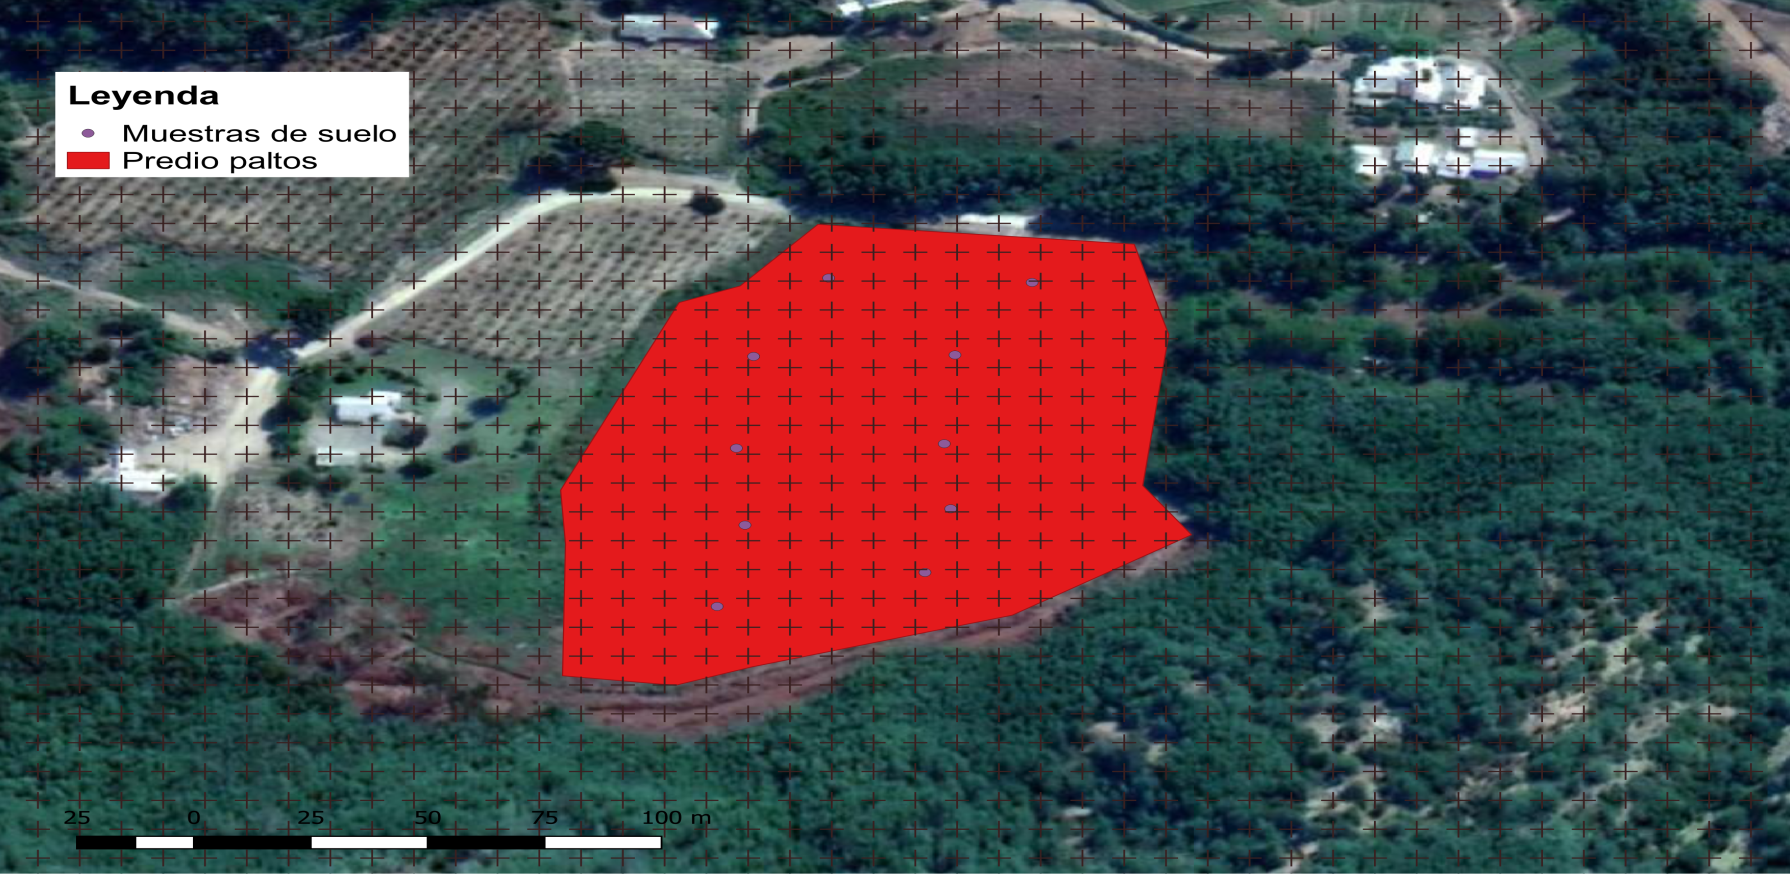 Leyenda
Muestras de suelo
Predio paltos
25 0 25 50 75 100 m